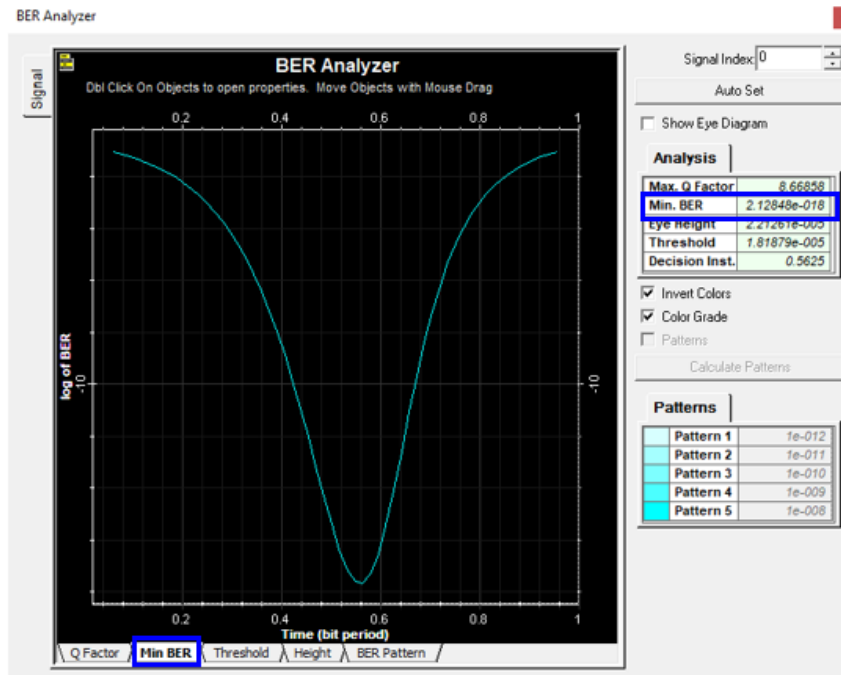 BER Analyzer
Signal
BER Analyzer
Dbl Click On Objects to open properties. Move Objects with Mouse Drag
0.2 0.4 0.6 0.8 1
log of BER
-10
-10
0.2 0.4 0.6 0.8 1
Time (bit period)
Q Factor Min BER Threshold Height BER Pattern
Signal Index: 0
Auto Set
Show Eye Diagram
Analysis
Max. Q Factor 8.66858
Min. BER 2.12848e-018
Eye Height 2.21261e-005
Threshold 1.81879e-005
Decision Inst. 0.5625
Invert Colors
Color Grade
Patterns
Calculate Patterns
Patterns
Pattern 1 1e-012
Pattern 2 1e-011
Pattern 3 1e-010
Pattern 4 1e-009
Pattern 5 1e-008